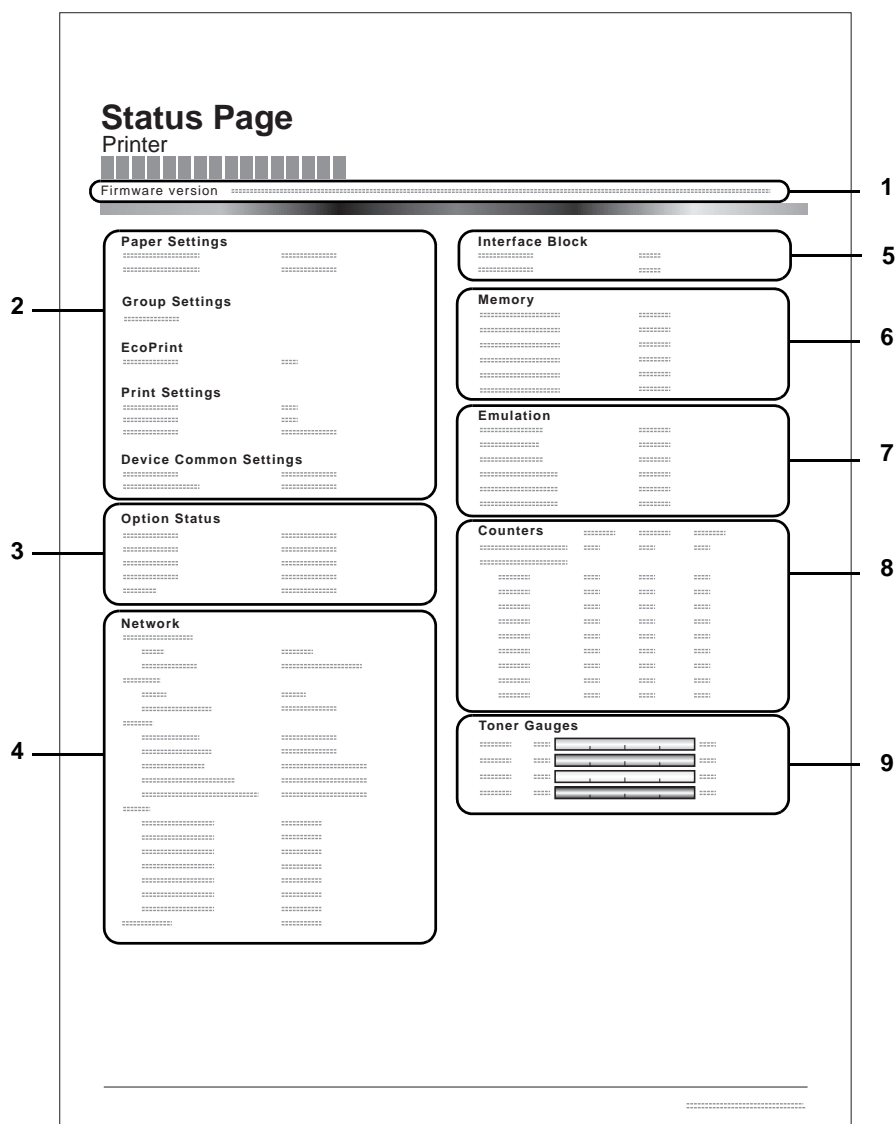 Status Page
Printer
Firmware version
1
2
Paper Settings
Group Settings
EcoPrint
Print Settings
Device Common Settings
3
Option Status
4
Network
Interface Block
5
Memory
6
Emulation
7
Counters
8
Toner Gauges
9